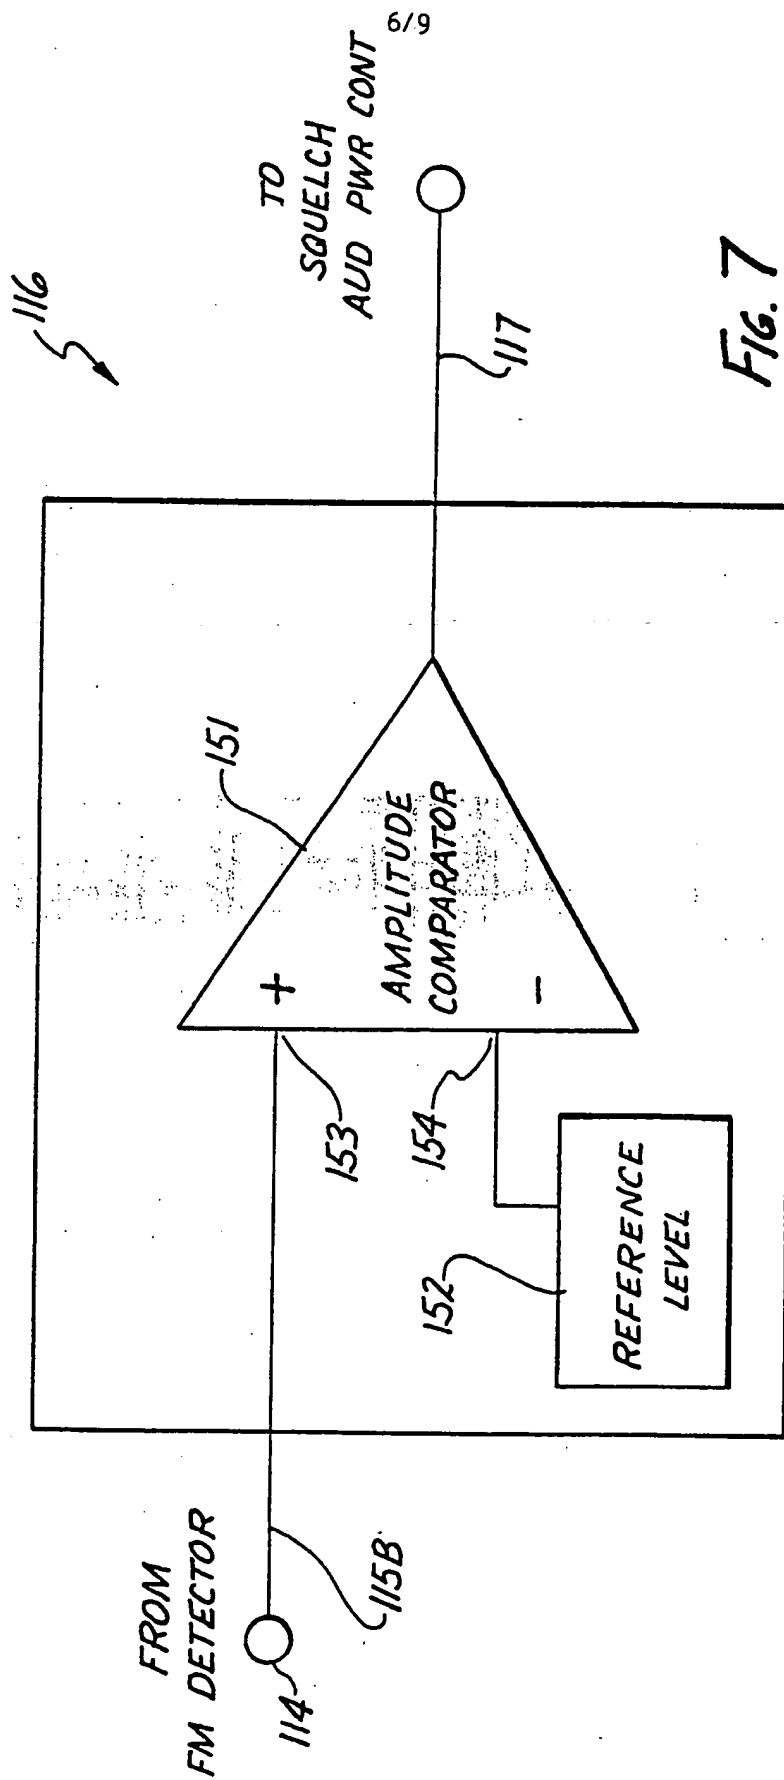 6/9
116
TO
SQUELCH
AUD PWR CONT
117
151
AMPLITUDE
COMPARATOR
+
-
153
154
152
REFERENCE
LEVEL
FROM
FM DETECTOR
114
115B
FIG. 7